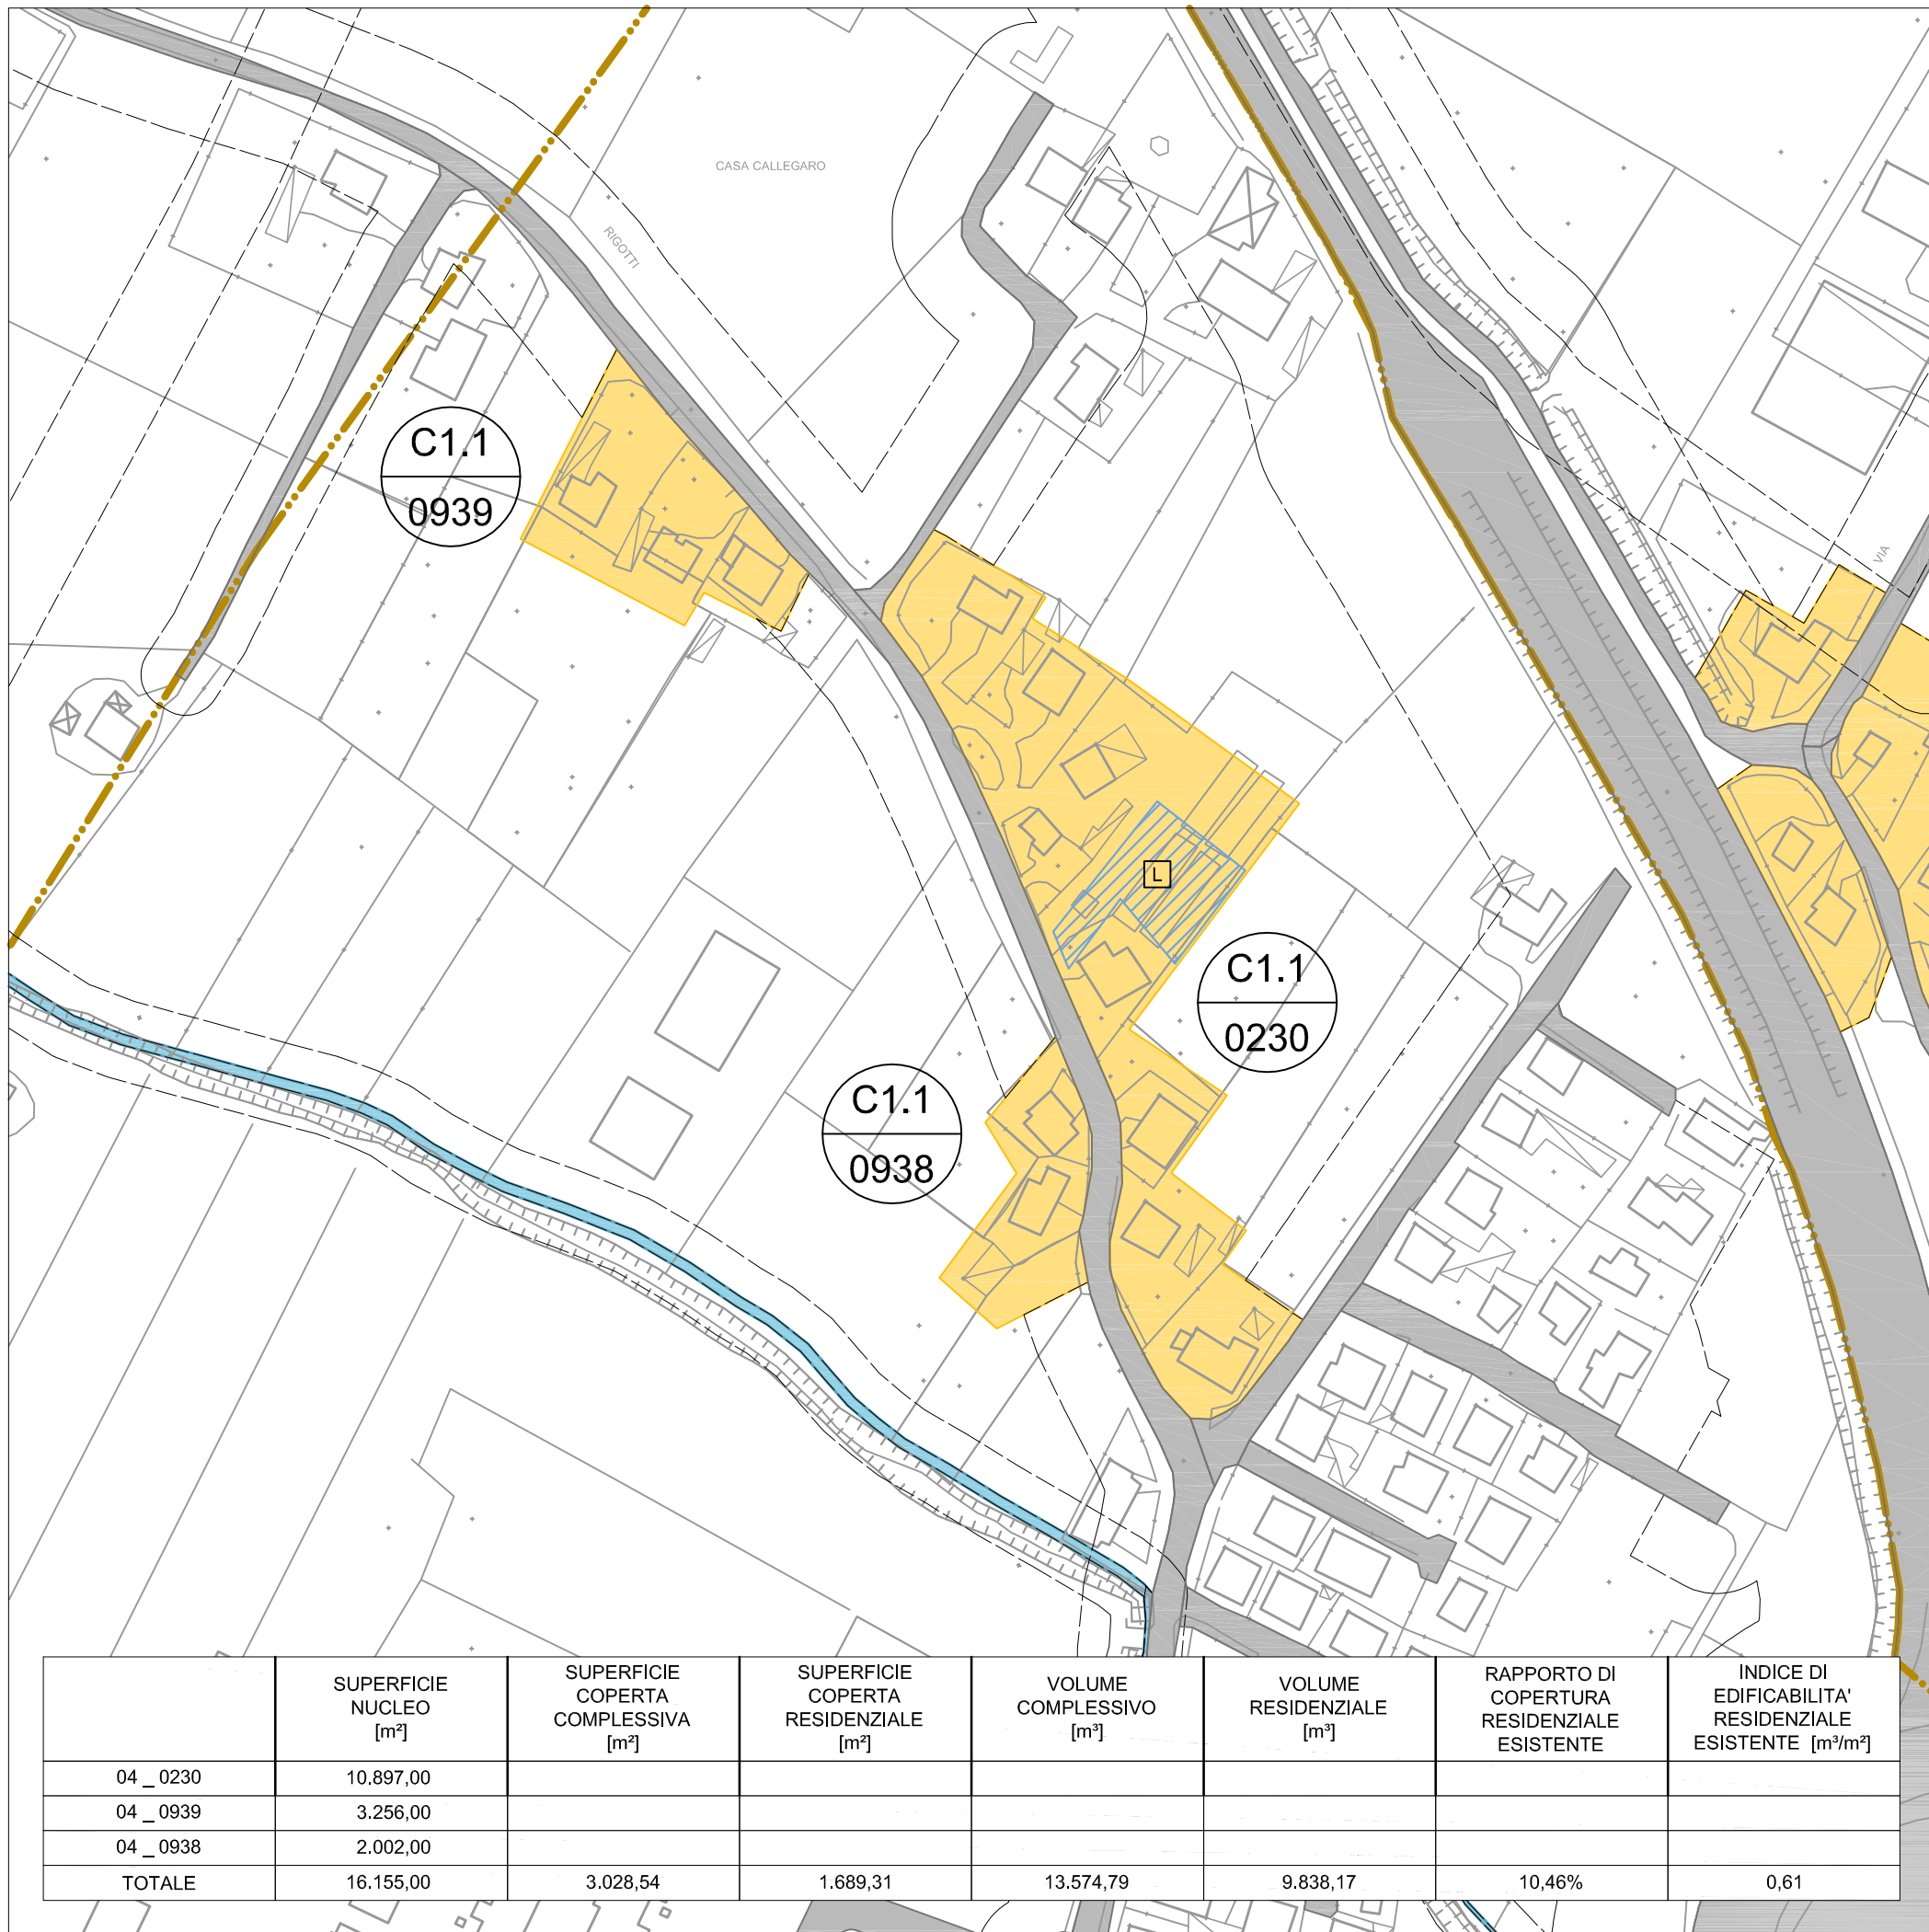 CASA CALLEGARO
RIGOTTI
C1.1
0939
VIA
L
C1.1
0230
C1.1
0938
SUPERFICIE NUCLEO [m²]
SUPERFICIE COPERTA COMPLESSIVA [m²]
SUPERFICIE COPERTA RESIDENZIALE [m²]
VOLUME COMPLESSIVO [m³]
VOLUME RESIDENZIALE [m³]
RAPPORTO DI COPERTURA RESIDENZIALE ESISTENTE
INDICE DI EDIFICABILITA' RESIDENZIALE ESISTENTE [m³/m²]
04 _ 0230 10.897,00
04 _ 0939 3.256,00
04 _ 0938 2.002,00
TOTALE 16.155,00 3.028,54 1.689,31 13.574,79 9.838,17 10,46% 0,61